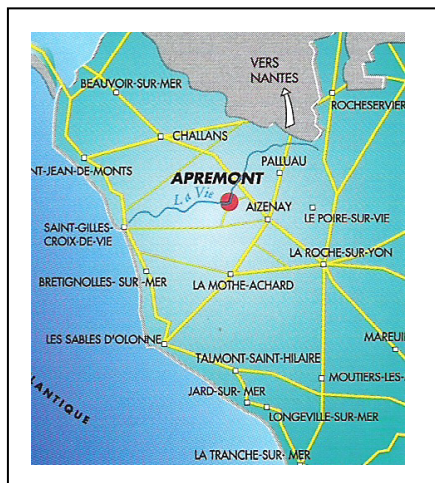 VERS
NANTES
BEAUVOIR-SUR-MER
ROCHESERVIER
CHALLANS
PALLUAU
NT-JEAN-DE-MONTS
APREMONT
La Vie
AIZENAY
LE POIRE-SUR-VIE
SAINT-GILLES-
CROIX-DE-VIE
LA ROCHE-SUR-YON
BRETIGNOLLES- SUR -MER
LA MOTHE-ACHARD
LES SABLES D'OLONNE
MAREUIL
TALMONT-SAINT-HILAIRE
MOUTIERS-LES-
JARD-SUR- MER
LANTIQUE
LONGEVILLE-SUR-MER
LA TRANCHE-SUR- MER